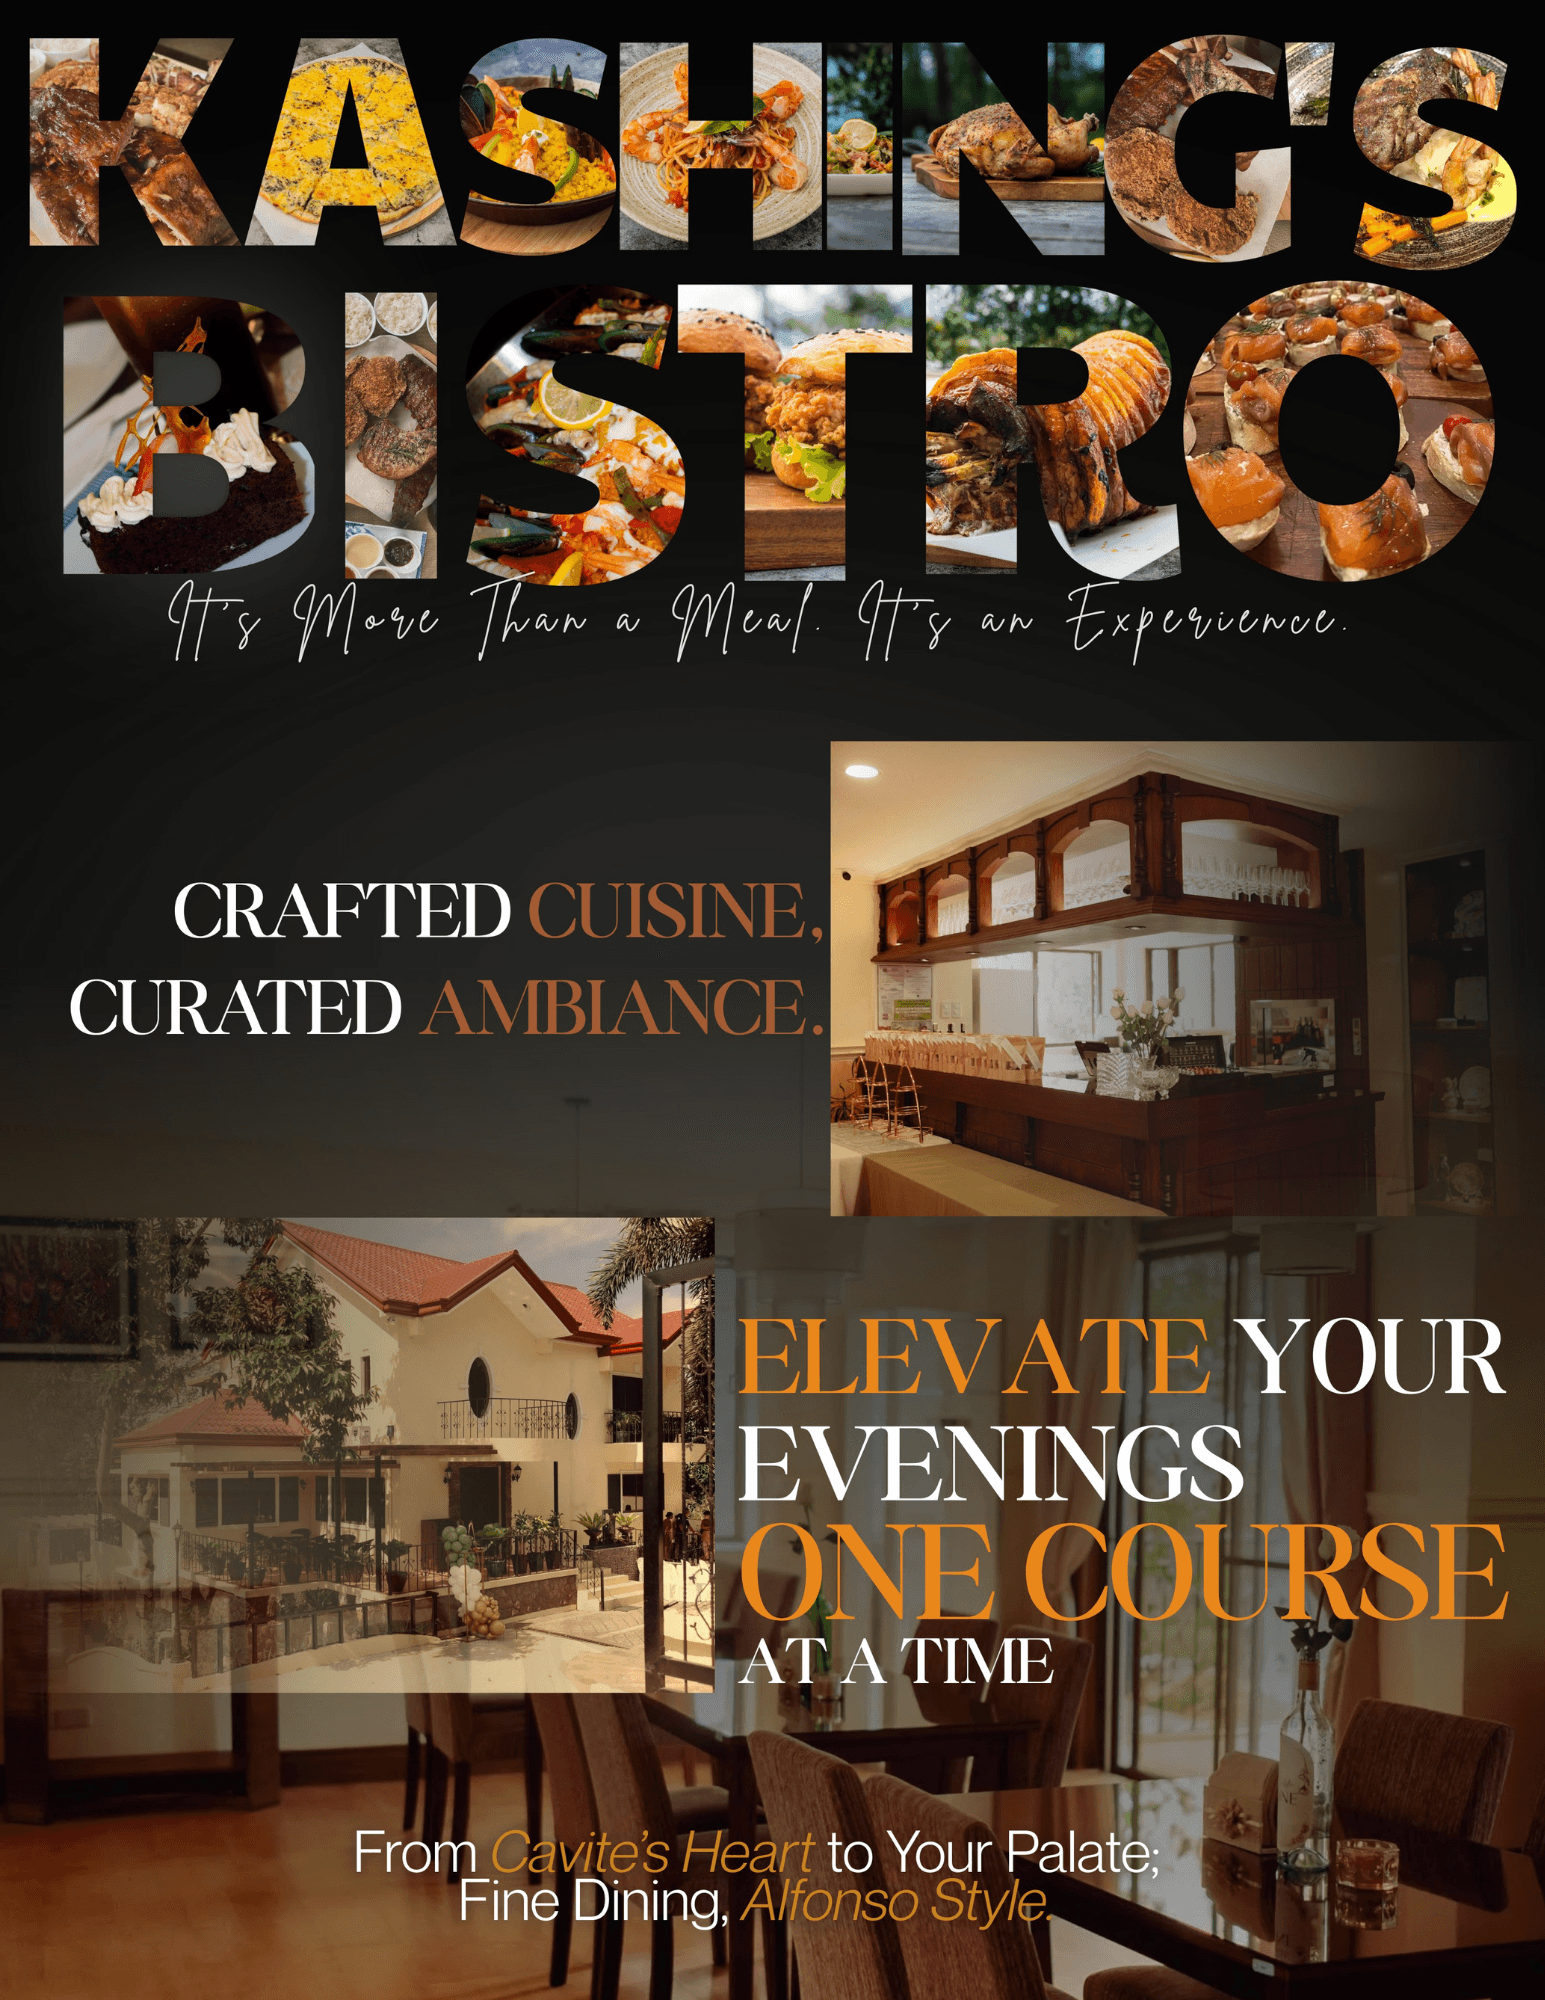 KASHING'S
BISTRO
It's More Than a Meal. It's an Experience.
CRAFTED CUISINE,
CURATED AMBIANCE.
ELEVATE YOUR
EVENINGS
ONE COURSE
AT A TIME
From Cavite's Heart to Your Palate;
Fine Dining, Alfonso Style.